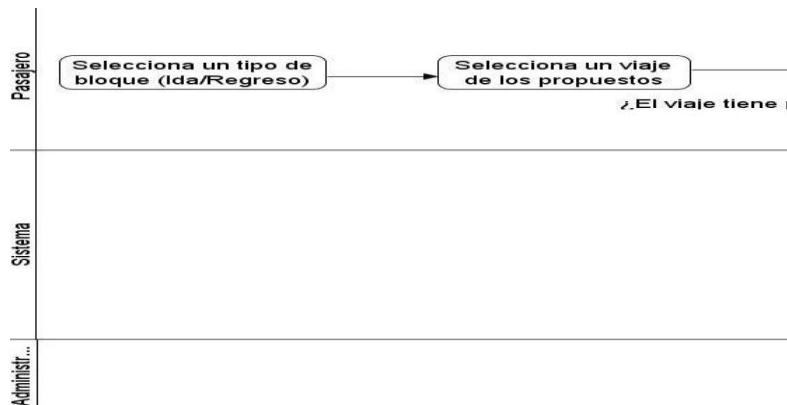 Pasajero
Selecciona un tipo de
bloque (Ida/Regreso)
Selecciona un viaje
de los propuestos
¿El viaje tiene
Sistema
Administr...